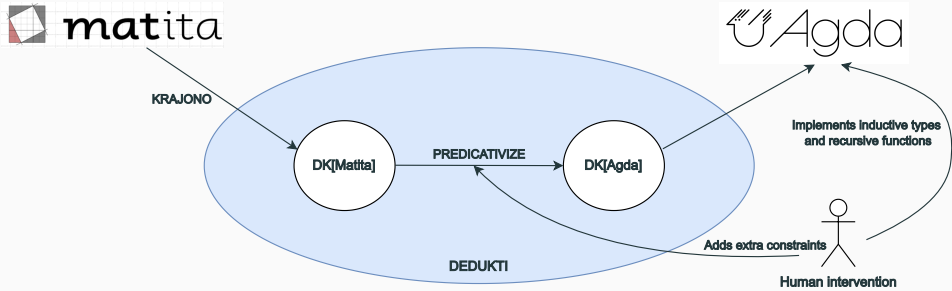 matita
Agda
KRAJONO
Implements inductive types
and recursive functions
PREDICATIVIZE
DK[Matita]
DK[Agda]
Adds extra constraints
DEDUKTI
Human intervention